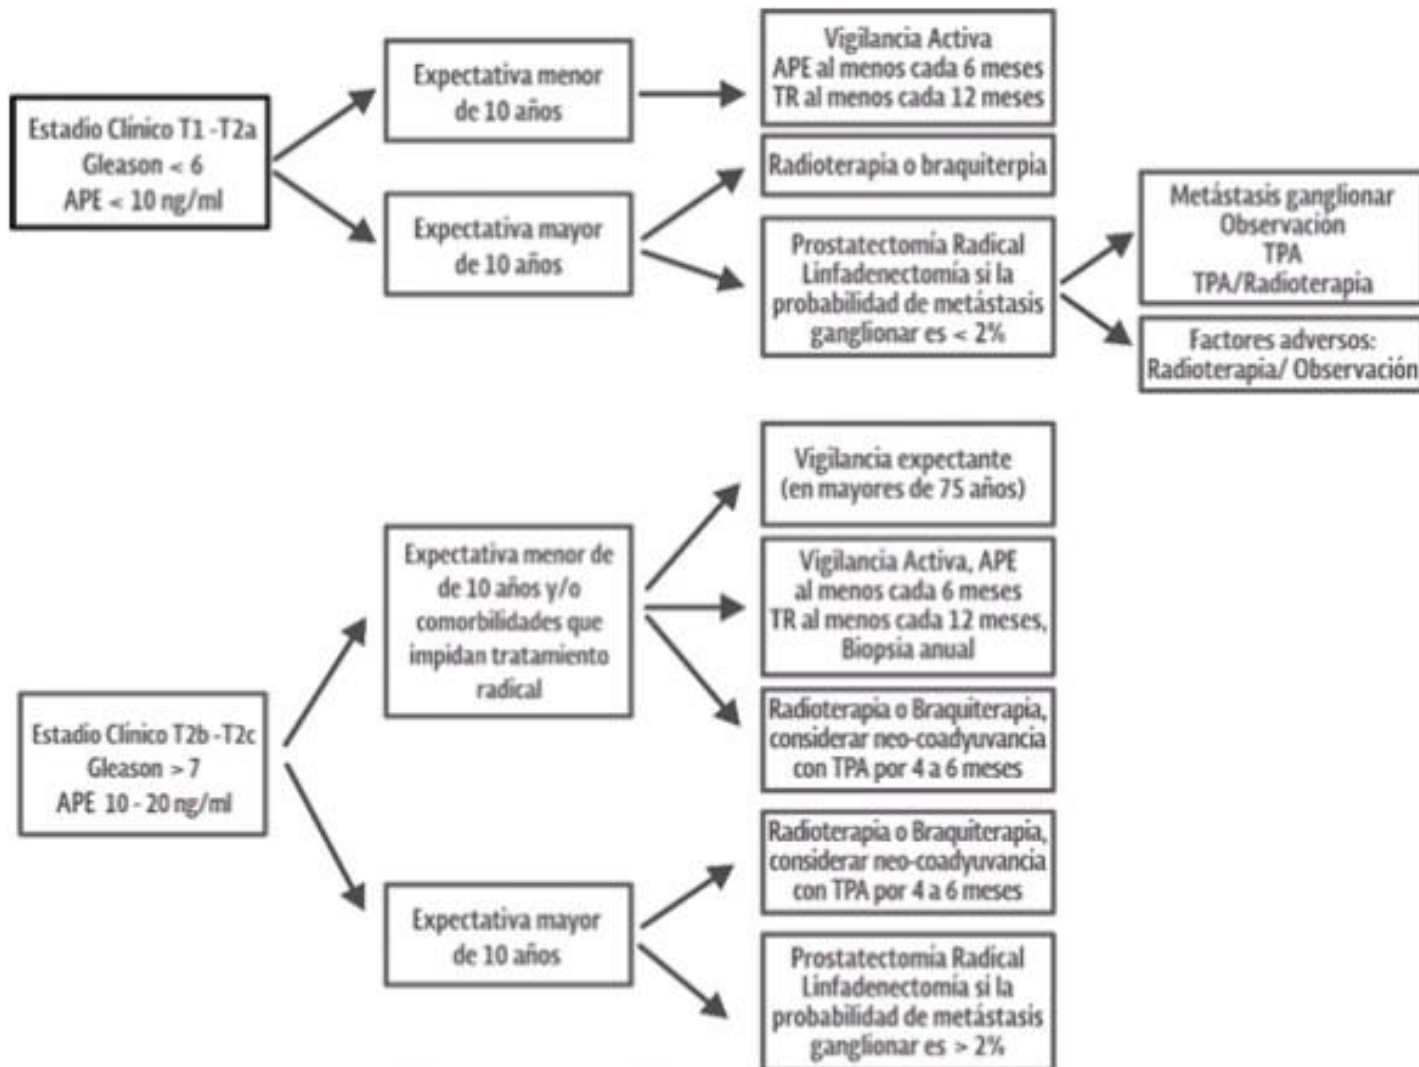 Estadio Clínico T1 -T2a
Gleason < 6
APE < 10 ng/ml
Expectativa menor
de 10 años
Vigilancia Activa
APE al menos cada 6 meses
TR al menos cada 12 meses
Expectativa mayor
de 10 años
Radioterapia o braquiterpia
Prostatectomía Radical
Linfadenectomía si la
probabilidad de metástasis
ganglionar es < 2%
Metástasis ganglionar
Observación
TPA
TPA/Radioterapia
Factores adversos:
Radioterapia/ Observación
Estadio Clínico T2b -T2c
Gleason > 7
APE 10 - 20 ng/ml
Expectativa menor de
de 10 años y/o
comorbilidades que
impidan tratamiento
radical
Vigilancia expectante
(en mayores de 75 años)
Vigilancia Activa, APE
al menos cada 6 meses
TR al menos cada 12 meses,
Biopsia anual
Radioterapia o Braquiterapia,
considerar neo-coadyuvancia
con TPA por 4 a 6 meses
Expectativa mayor
de 10 años
Radioterapia o Braquiterapia,
considerar neo-coadyuvancia
con TPA por 4 a 6 meses
Prostatectomía Radical
Linfadenectomía si la
probabilidad de metástasis
ganglionar es > 2%